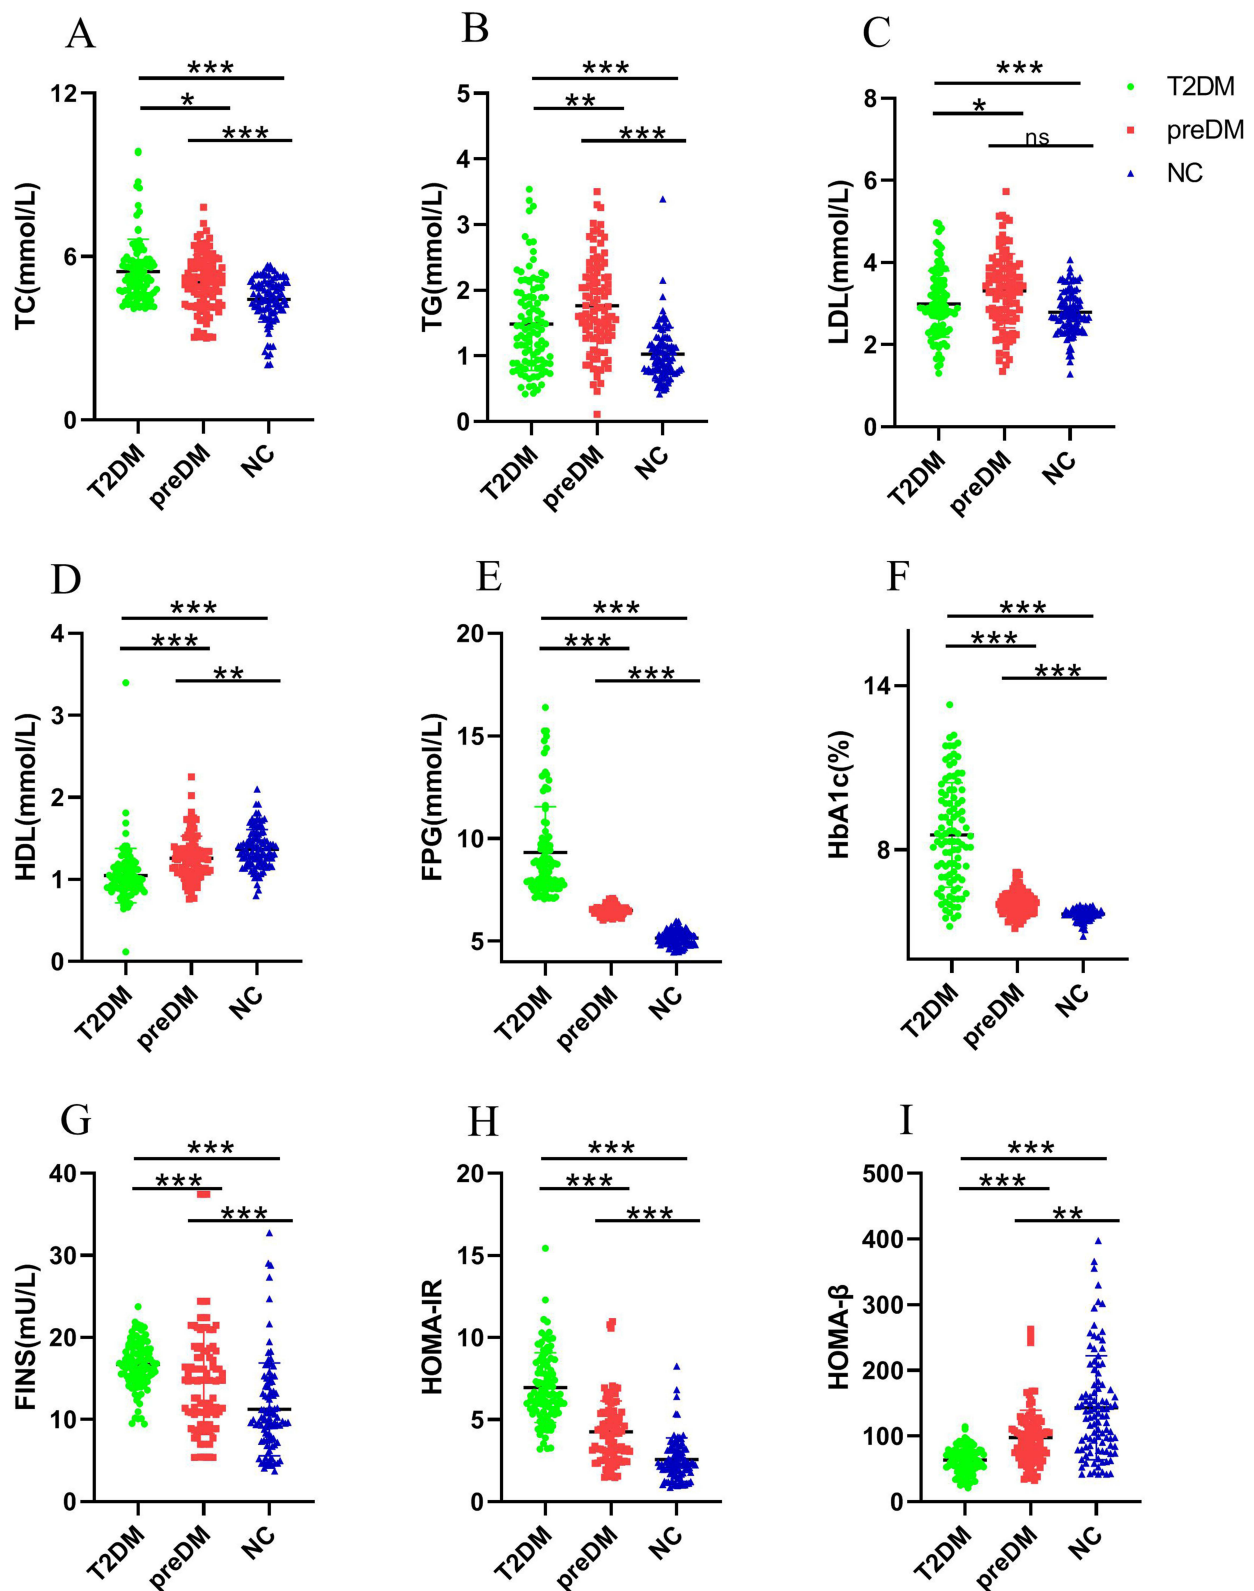 A
B
C
***
*
***
12
6
0
TC(mmol/L)
T2DM
preDM
NC
***
**
***
5
4
3
2
1
0
TG(mmol/L)
T2DM
preDM
NC
***
*
ns
8
6
4
2
0
LDL(mmol/L)
T2DM
preDM
NC
T2DM
preDM
NC
D
E
F
***
***
**
4
3
2
1
0
HDL(mmol/L)
T2DM
preDM
NC
***
***
***
20
15
10
5
FPG(mmol/L)
T2DM
preDM
NC
***
***
***
14
8
HbA1c(%)
T2DM
preDM
NC
G
H
I
***
***
***
40
30
20
10
0
FINS(mU/L)
T2DM
preDM
NC
***
***
***
20
15
10
5
0
HOMA-IR
T2DM
preDM
NC
***
***
**
500
400
300
200
100
0
HOMA-β
T2DM
preDM
NC